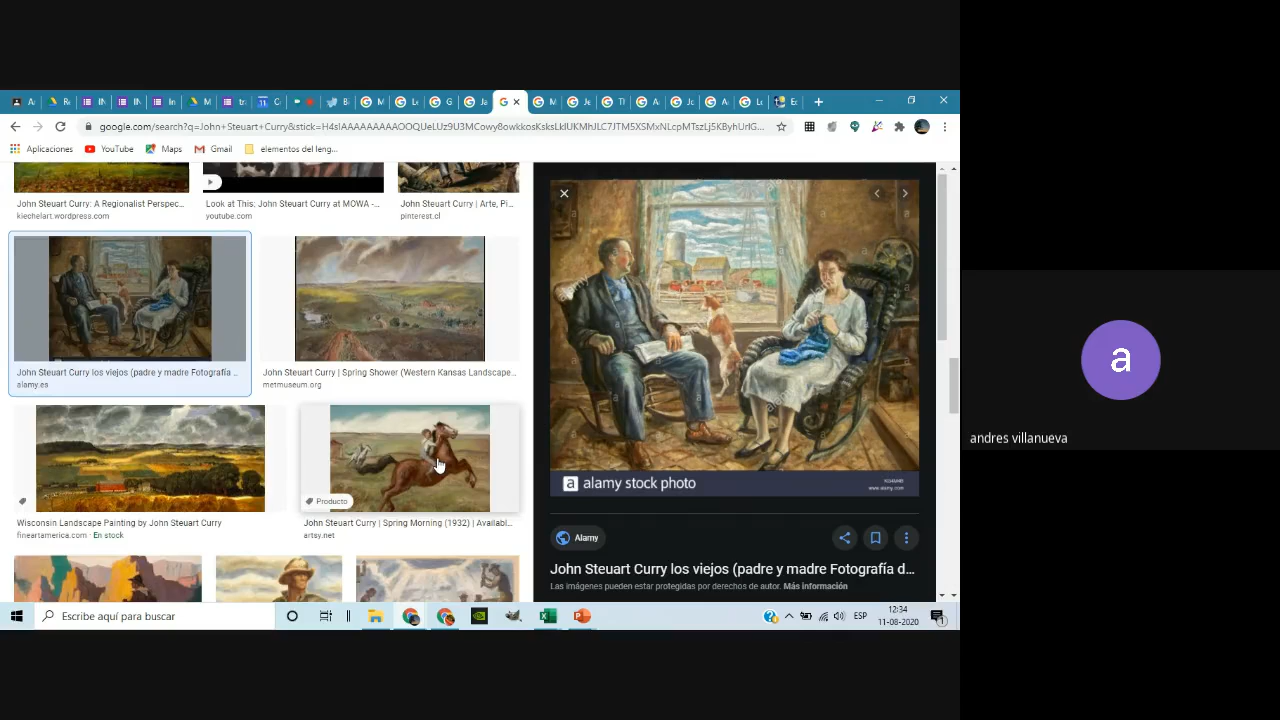 google.com/search?q=John+Steuart+Curry&stick=
Aplicaciones
YouTube
Maps
Gmail
elementos del leng...
John Steuart Curry: A Regionalist Perspec...
kiechelart.wordpress.com
Look at This: John Steuart Curry at MOWA -...
youtube.com
John Steuart Curry | Arte, Pi...
pinterest.cl
John Steuart Curry los viejos (padre y madre Fotografía ...
alamy.es
John Steuart Curry | Spring Shower (Western Kansas Landscape...
metmuseum.org
Wisconsin Landscape Painting by John Steuart Curry
fineartamerica.com · En stock
Producto
John Steuart Curry | Spring Morning (1932) | Availabl...
artsy.net
a alamy stock photo
www.alamy.com
Alamy
John Steuart Curry los viejos (padre y madre Fotografía d...
Las imágenes pueden estar protegidas por derechos de autor. Más información
a
andres villanueva
Escribe aquí para buscar
ESP
12:34
11-08-2020